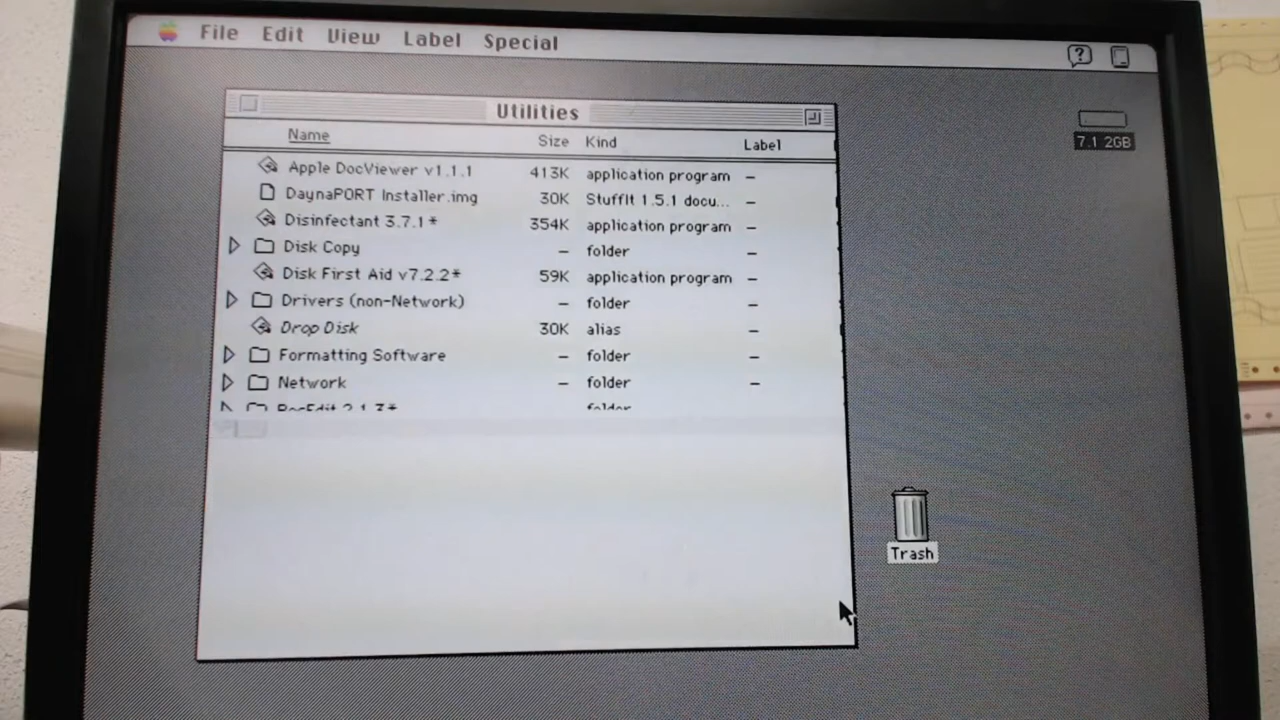 File Edit View Label Special
Utilities
7.1 2GB
Name Size Kind Label
Apple DocViewer v1.1.1 413K application program –
DaynaPORT Installer.img 30K StuffIt 1.5.1 docu... –
Disinfectant 3.7.1* 354K application program –
Disk Copy – folder –
Disk First Aid v7.2.2* 59K application program –
Drivers (non-Network) – folder –
Drop Disk 30K alias –
Formatting Software – folder –
Network – folder –
folder
Trash